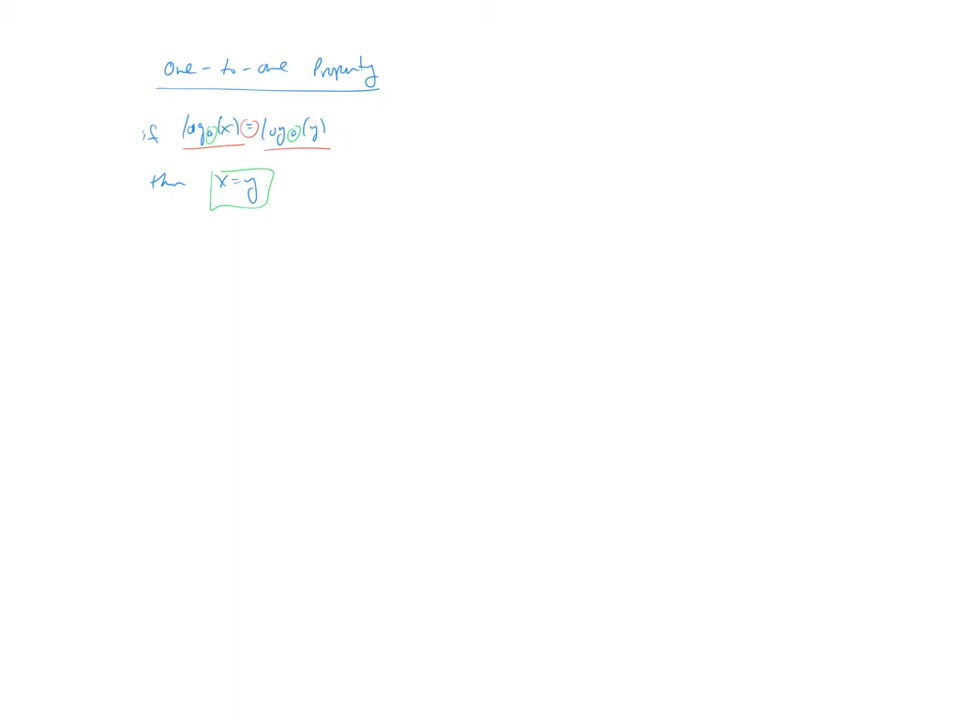 One-to-one Property
if logₐ(x) = logₐ(y)
then x=y.